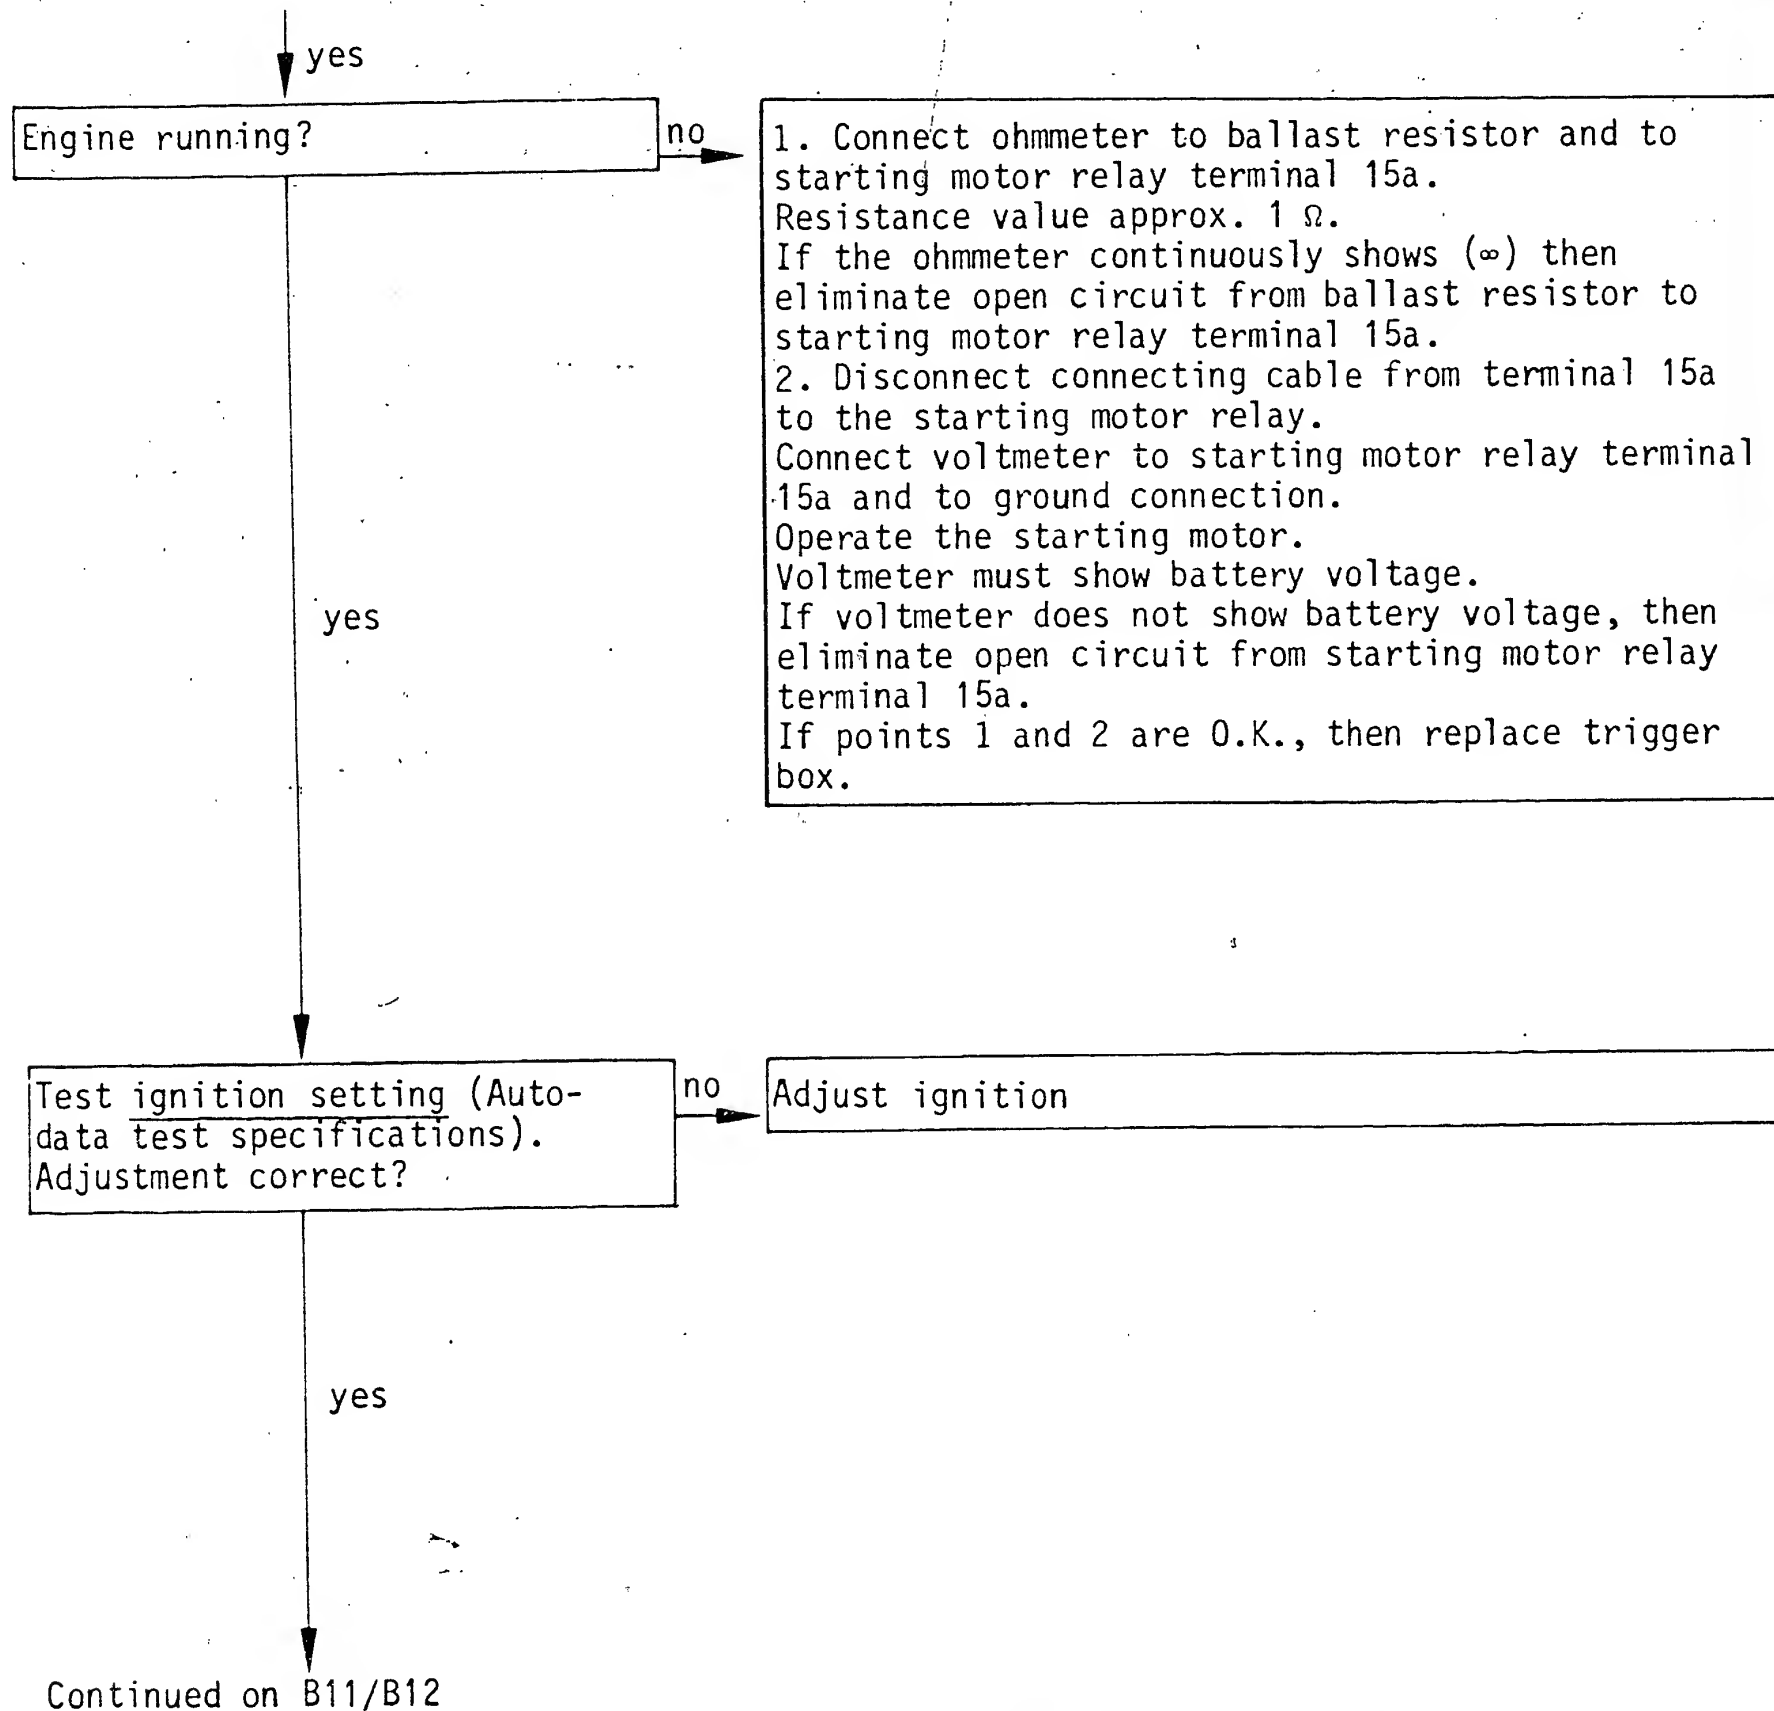 yes
Engine running?
no
1. Connect ohmmeter to ballast resistor and to
starting motor relay terminal 15a.
Resistance value approx. 1 Ω.
If the ohmmeter continuously shows (∞) then
eliminate open circuit from ballast resistor to
starting motor relay terminal 15a.
2. Disconnect connecting cable from terminal 15a
to the starting motor relay.
Connect voltmeter to starting motor relay terminal
15a and to ground connection.
Operate the starting motor.
Voltmeter must show battery voltage.
If voltmeter does not show battery voltage, then
eliminate open circuit from starting motor relay
terminal 15a.
If points 1 and 2 are O.K., then replace trigger
box.
yes
Test ignition setting (Auto-
data test specifications).
Adjustment correct?
no
Adjust ignition
yes
Continued on B11/B12